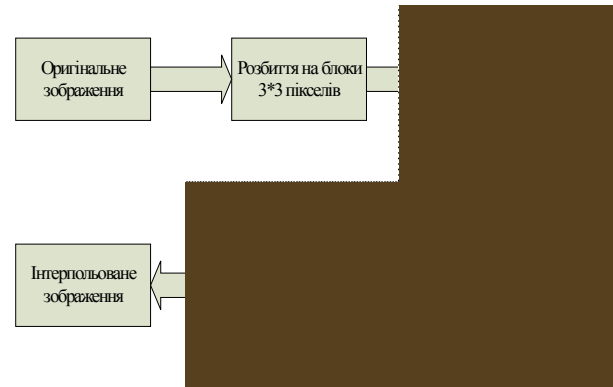 Оригінальне
зображення
Розбиття на блоки
3*3 пікселів
Інтерпольоване
зображення